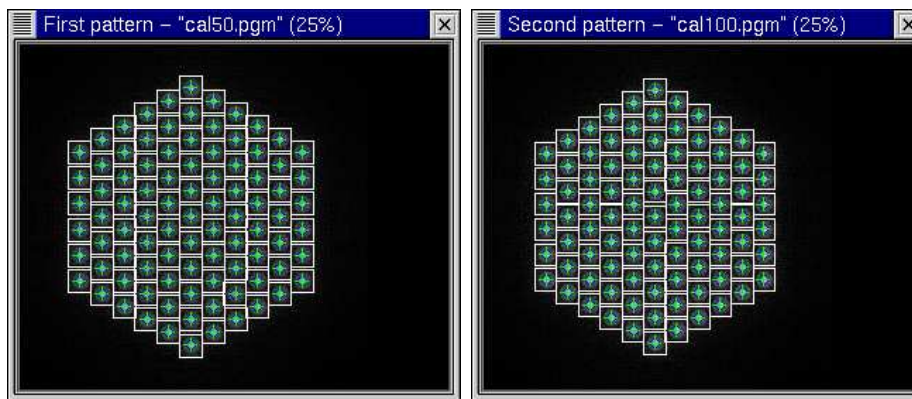 First pattern – "cal50.pgm" (25%)
Second pattern – "cal100.pgm" (25%)